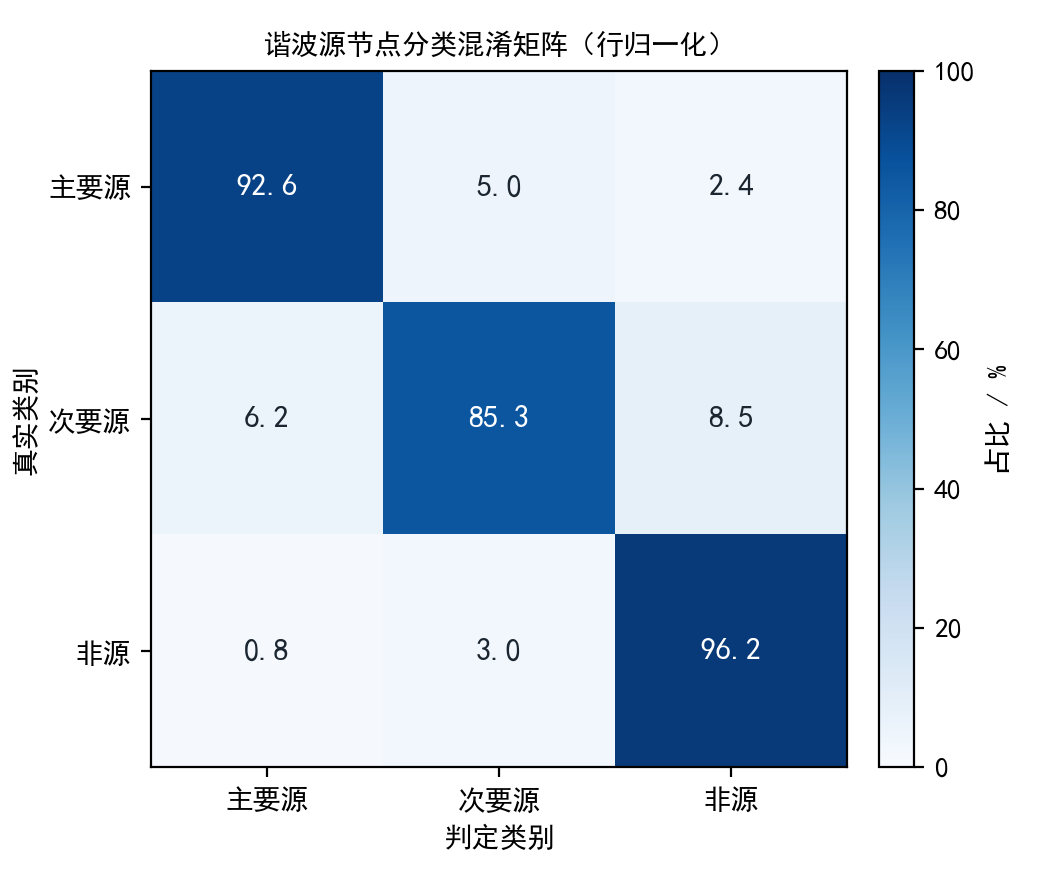 谐波源节点分类混淆矩阵（行归一化）
主要源 92.6 5.0 2.4
次要源 6.2 85.3 8.5
非源 0.8 3.0 96.2
主要源 次要源 非源
判定类别
真实类别
100
80
60
40
20
0
占比 / %